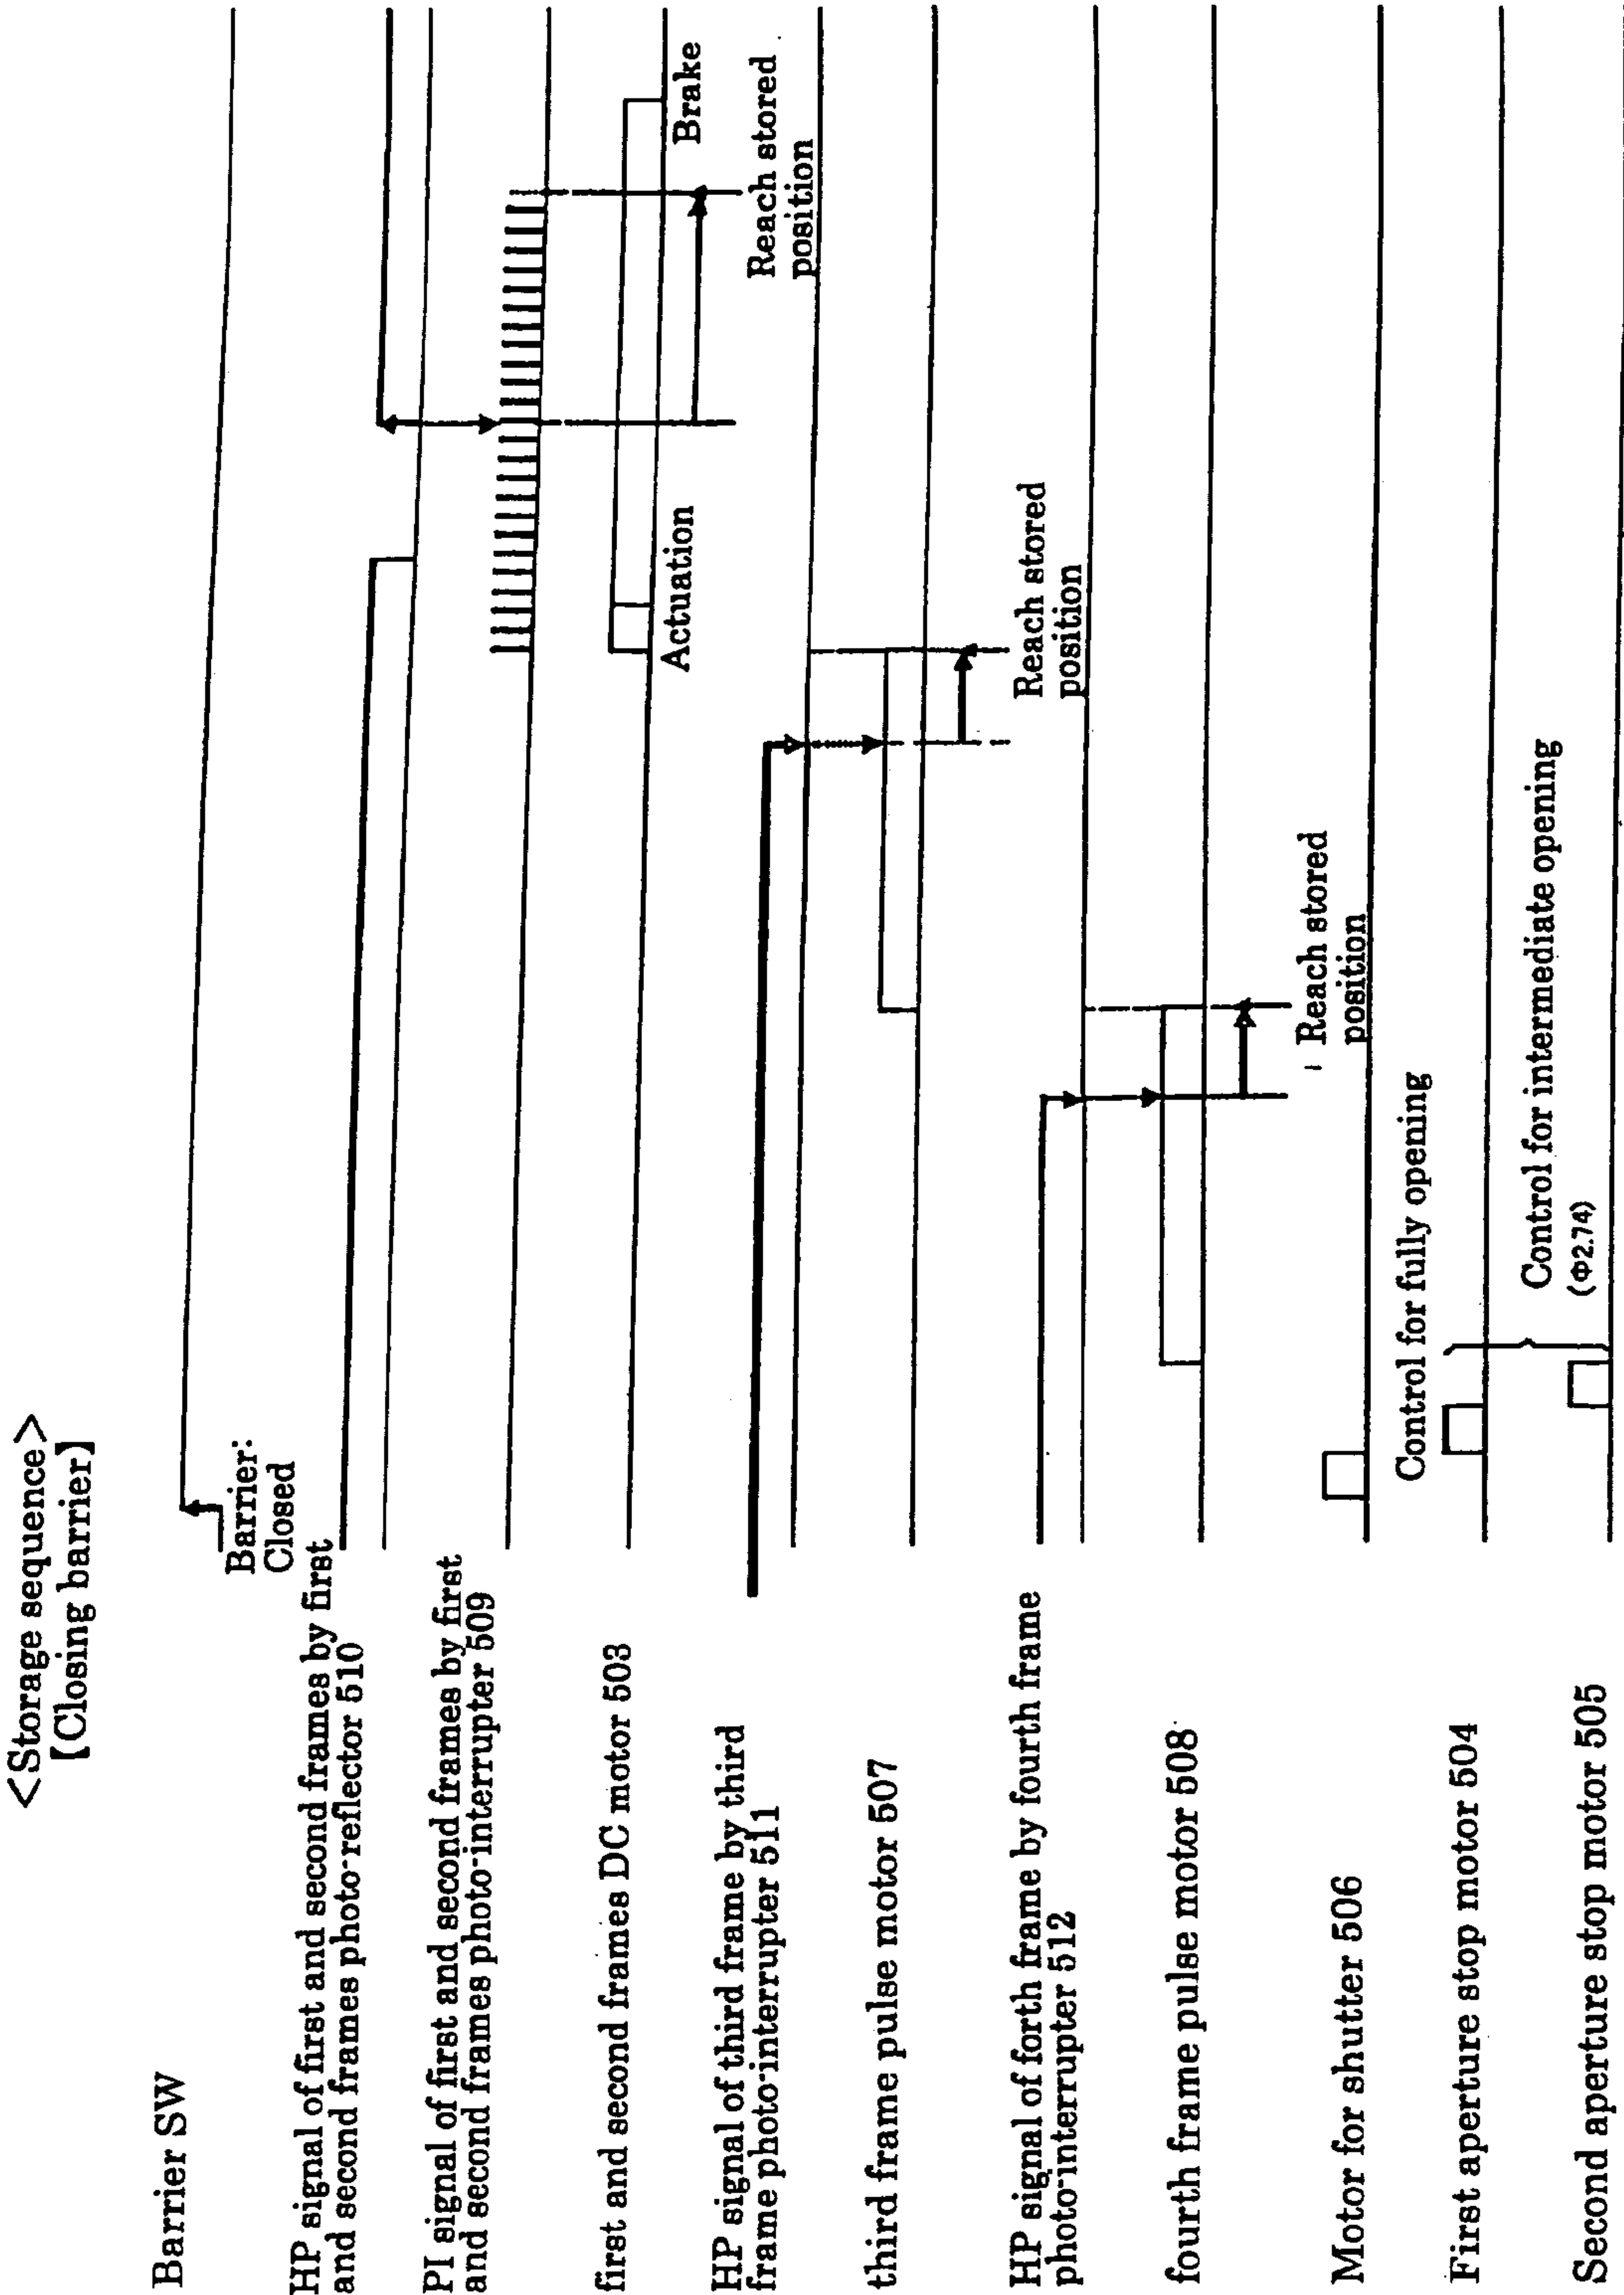 <Storage sequence>
【Closing barrier】
Barrier SW
Barrier:
Closed
HP signal of first and second frames by first
and second frames photo-reflector 510
PI signal of first and second frames by first
and second frames photo-interrupter 509
first and second frames DC motor 503
Actuation
Brake
Reach stored
position
HP signal of third frame by third
frame photo-interrupter 511
third frame pulse motor 507
Reach stored
position
HP signal of forth frame by fourth frame
photo-interrupter 512
fourth frame pulse motor 508
Reach stored
position
Motor for shutter 506
Control for fully opening
First aperture stop motor 504
Control for intermediate opening
(Φ2.74)
Second aperture stop motor 505